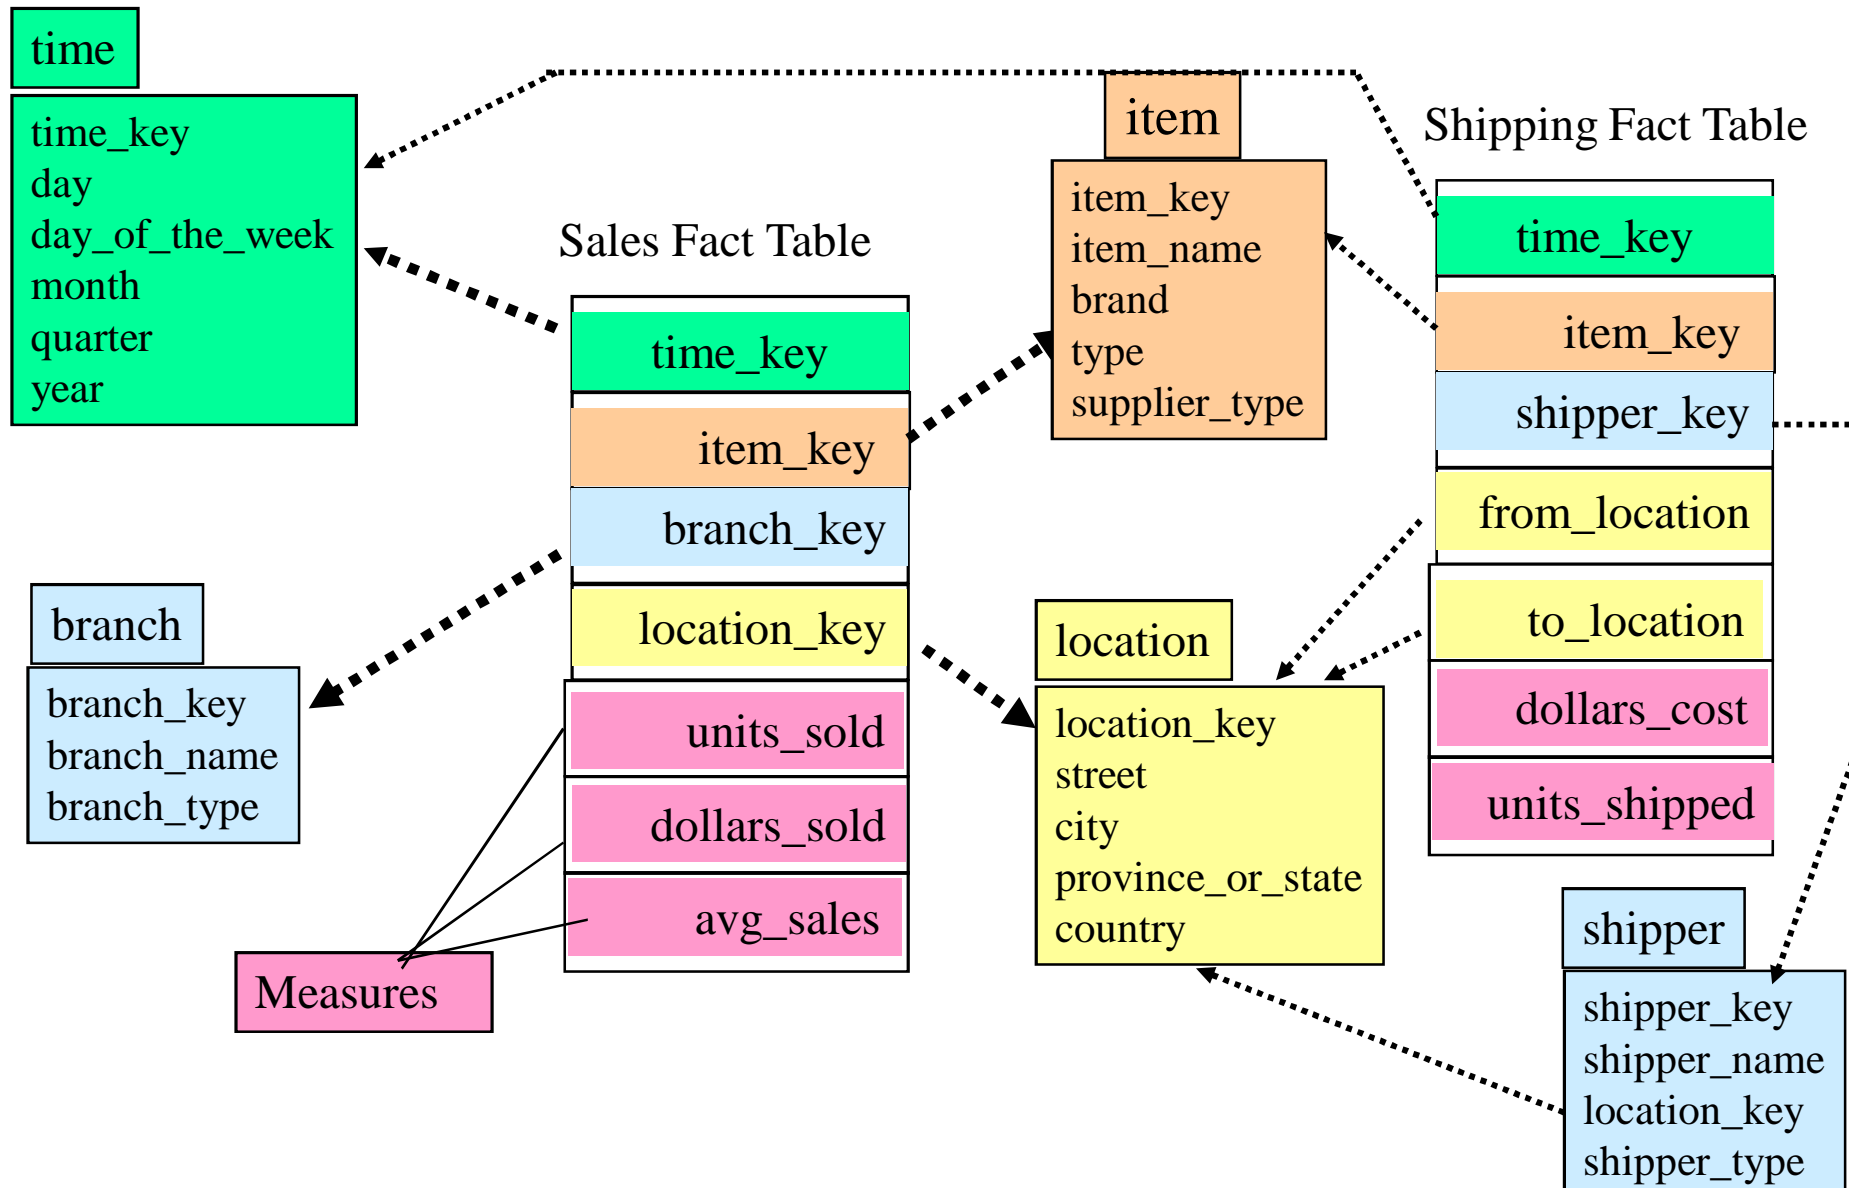 time
time_key
day
day_of_the_week
month
quarter
year
Sales Fact Table
time_key
item_key
branch_key
location_key
units_sold
dollars_sold
avg_sales
Measures
branch
branch_key
branch_name
branch_type
item
item_key
item_name
brand
type
supplier_type
location
location_key
street
city
province_or_state
country
Shipping Fact Table
time_key
item_key
shipper_key
from_location
to_location
dollars_cost
units_shipped
shipper
shipper_key
shipper_name
location_key
shipper_type